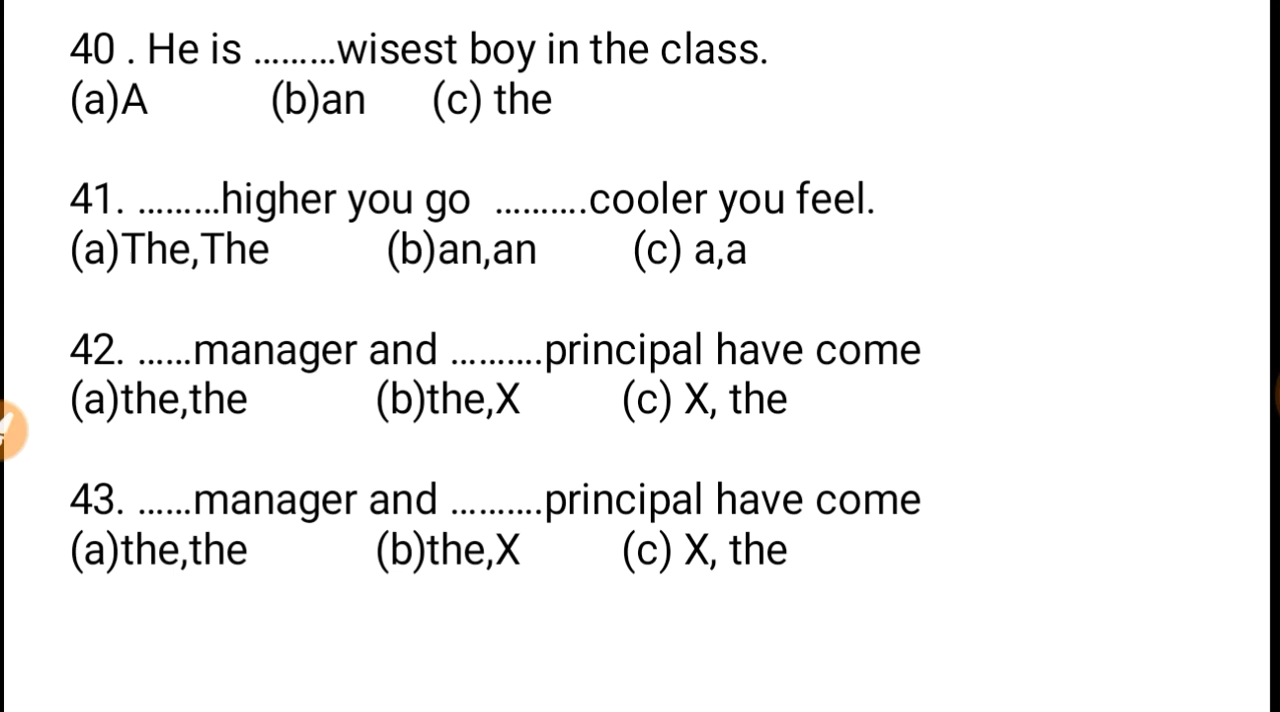 40 . He is .........wisest boy in the class.
(a)A (b)an (c) the
41. .........higher you go ..........cooler you feel.
(a)The,The (b)an,an (c) a,a
42. ......manager and ..........principal have come
(a)the,the (b)the,X (c) X, the
43. ......manager and ..........principal have come
(a)the,the (b)the,X (c) X, the